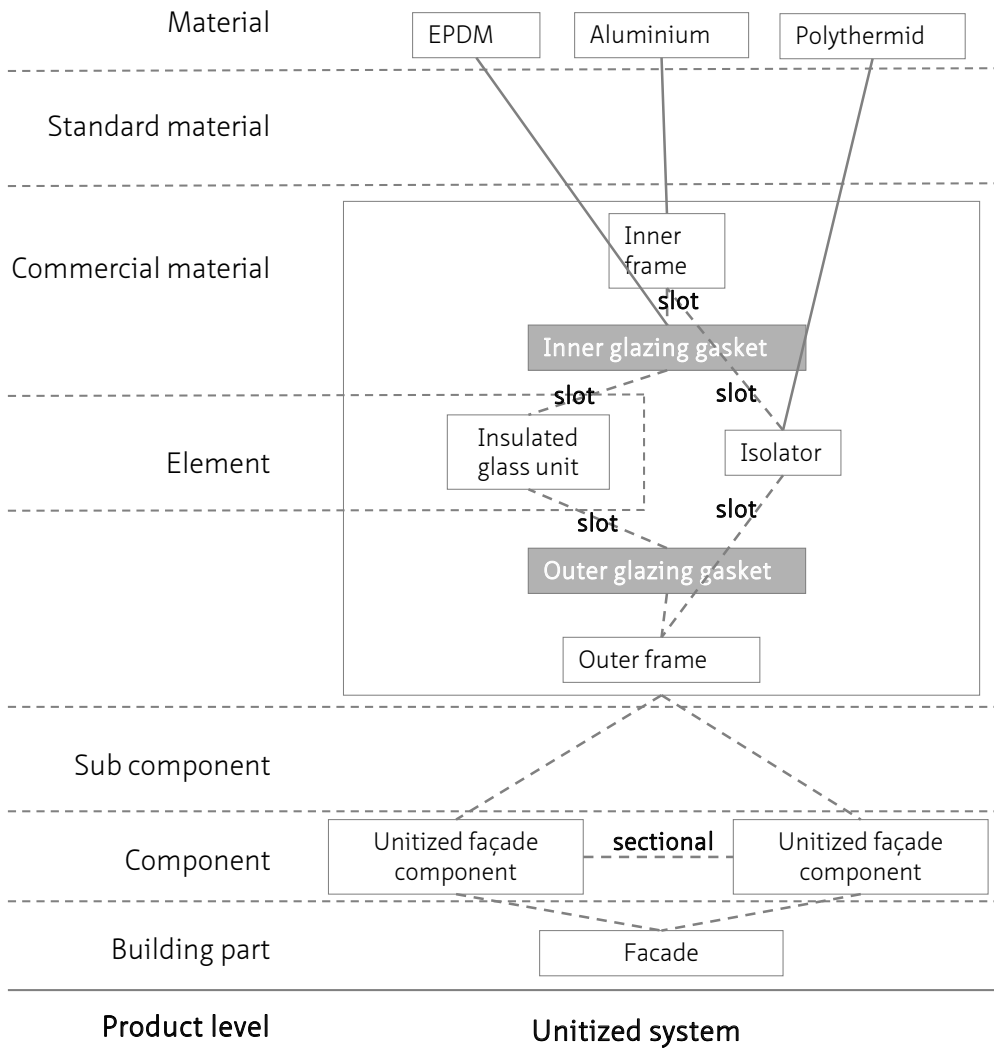 Material
EPDM
Aluminium
Polythermid
Standard material
Commercial material
Inner
frame
slot
Inner glazing gasket
slot
slot
Element
Insulated
glass unit
Isolator
slot
slot
Outer glazing gasket
Outer frame
Sub component
Component
Unitized façade
component
sectional
Unitized façade
component
Building part
Facade
Product level
Unitized system